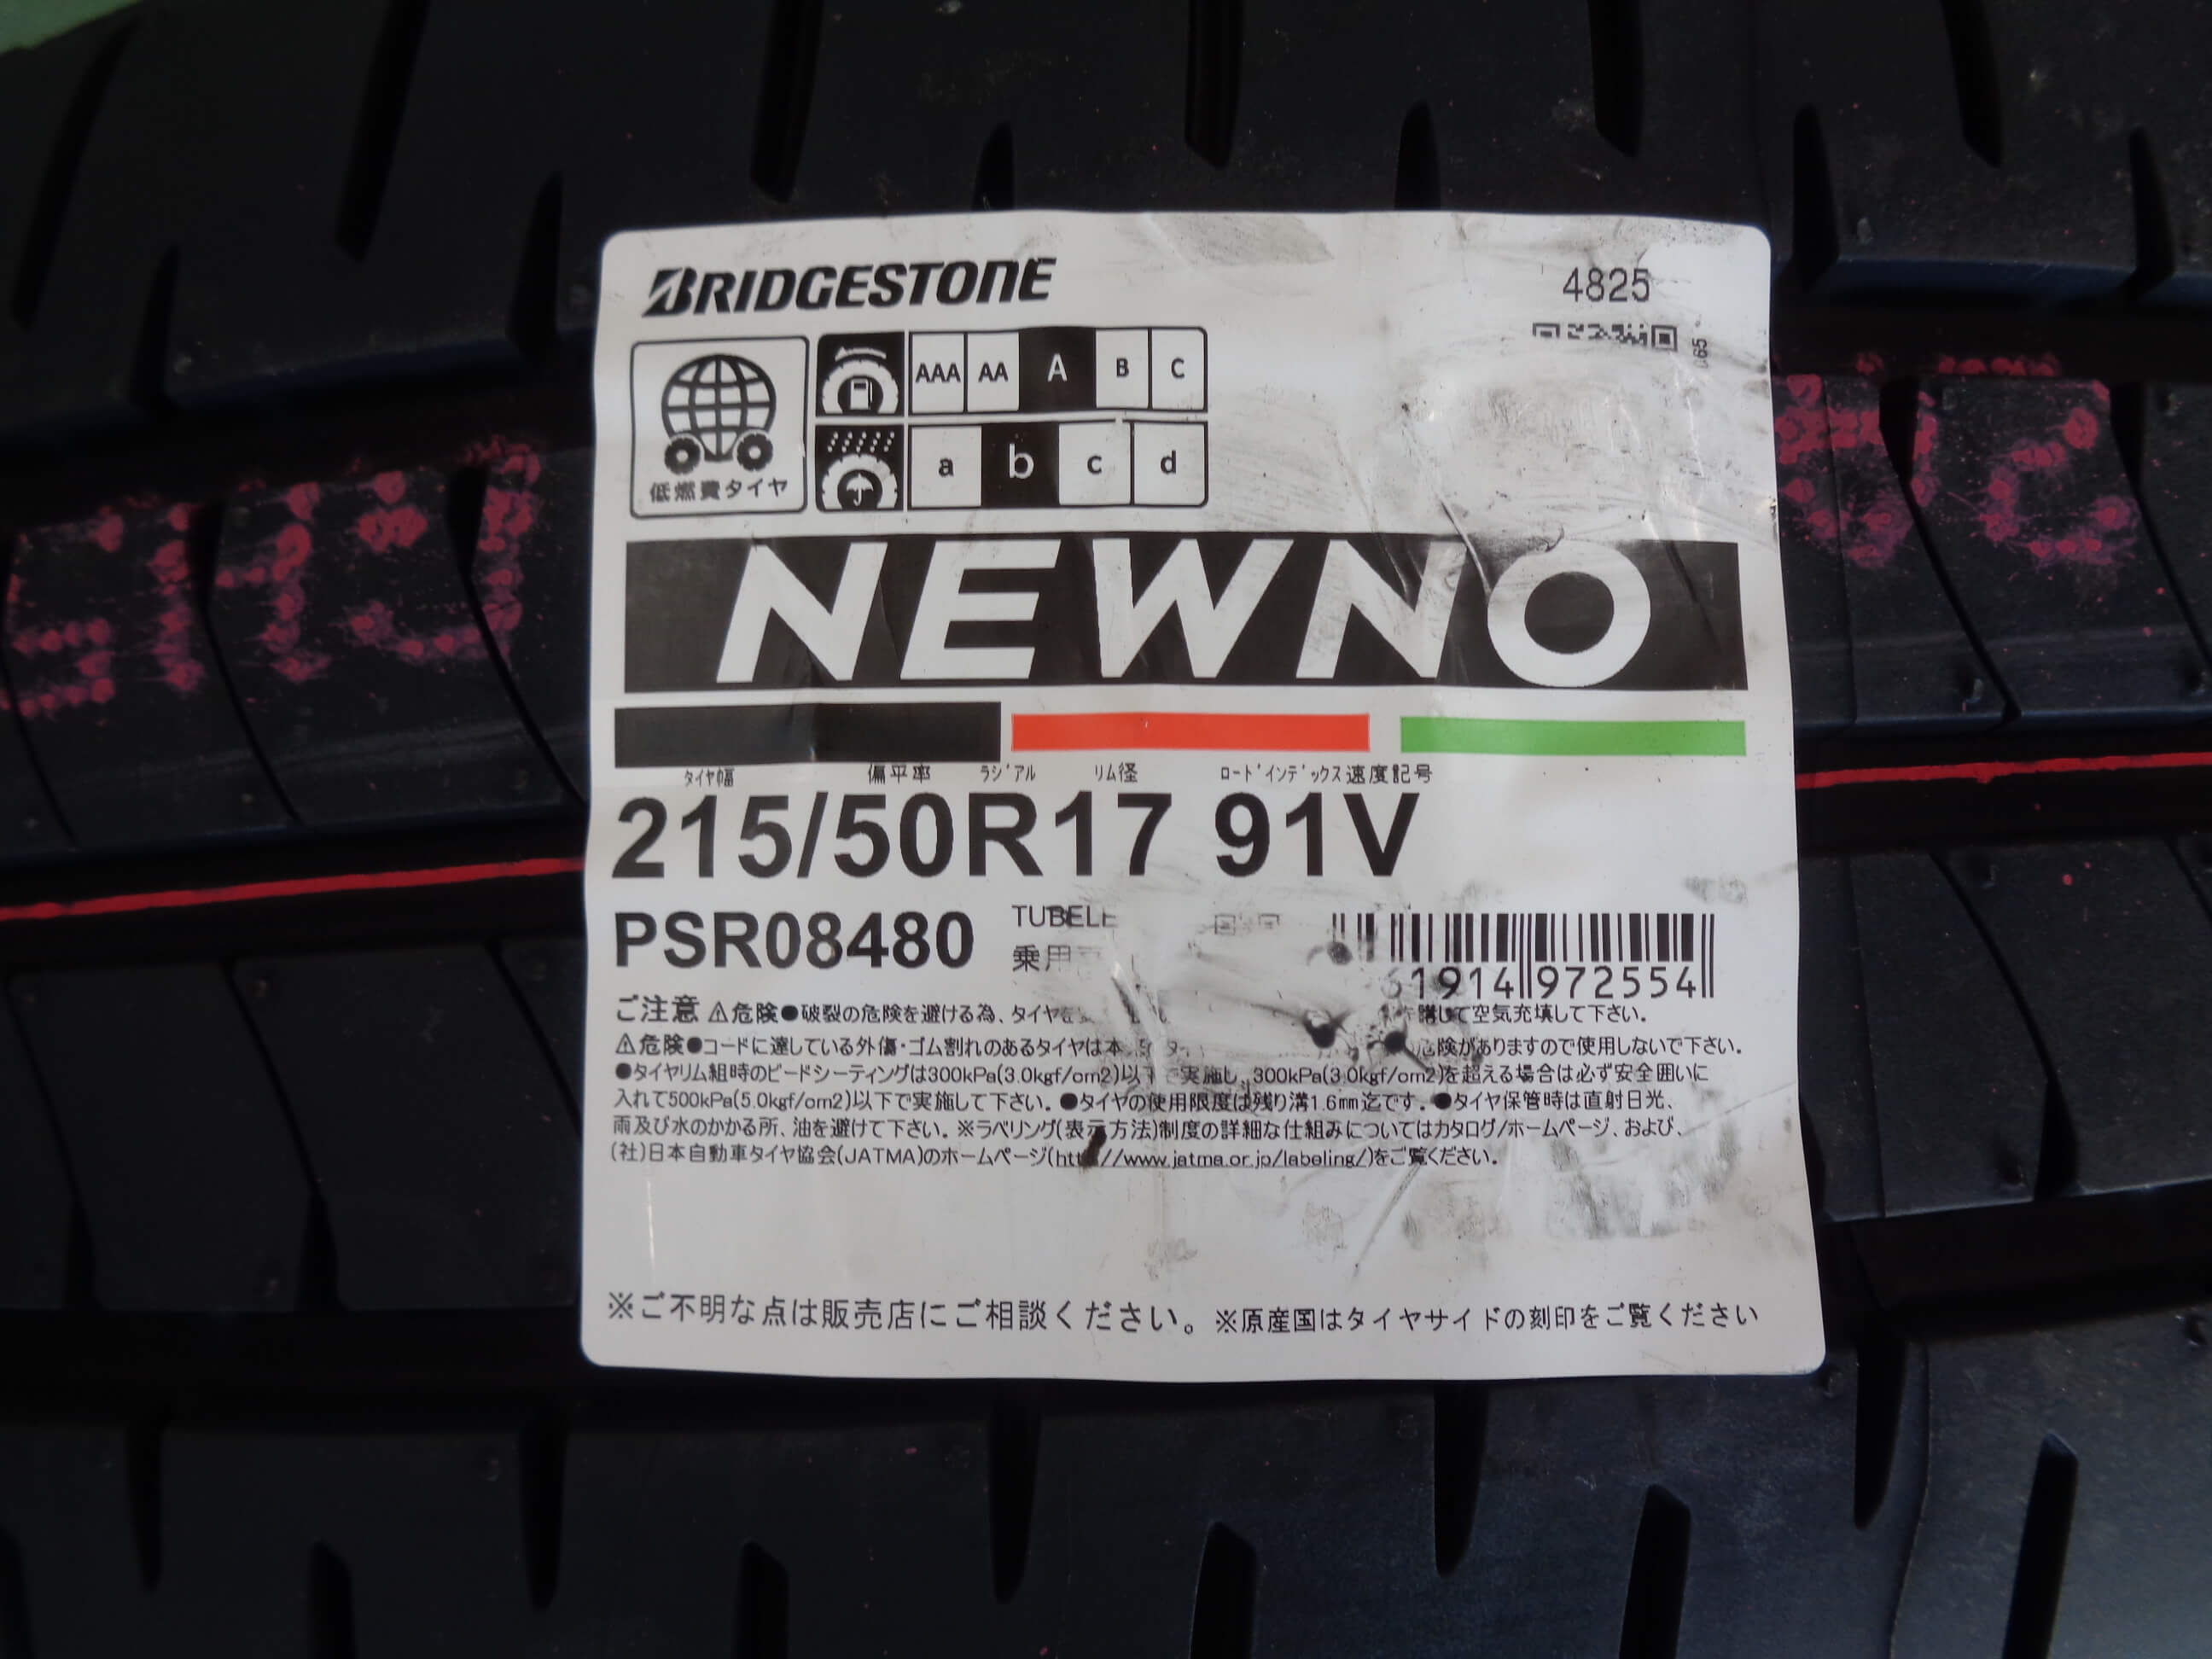 BRIDGESTONE
4825
AAA AA A B C
低燃費タイヤ
a b c d
NEWNO
タイヤ幅 偏平率 ラジアル リム径 ロードインデックス 速度記号
215/50R17 91V
PSR08480
乗用
1914 972554
ご注意 ⚠危険●破裂の危険を避ける為、タイヤ 講じて空気充填して下さい。
⚠危険●コードに達している外傷・ゴム割れのあるタイヤは 危険がありますので使用しないで下さい。
●タイヤリム組時のビードシーティングは300kPa(3.0kgf/cm2)以下で実施し、300kPa(3.0kgf/cm2)を超える場合は必ず安全囲いに
入れて500kPa(5.0kgf/cm2)以下で実施して下さい。●タイヤの使用限度は残り溝1.6mm迄です。●タイヤ保管時は直射日光、
雨及び水のかかる所、油を避けて下さい。※ラベリング(表示方法)制度の詳細な仕組みについてはカタログ/ホームページ、および、
(社)日本自動車タイヤ協会(JATMA)のホームページ(http://www.jatma.or.jp/labeling/)をご覧ください。
※ご不明な点は販売店にご相談ください。※原産国はタイヤサイドの刻印をご覧ください